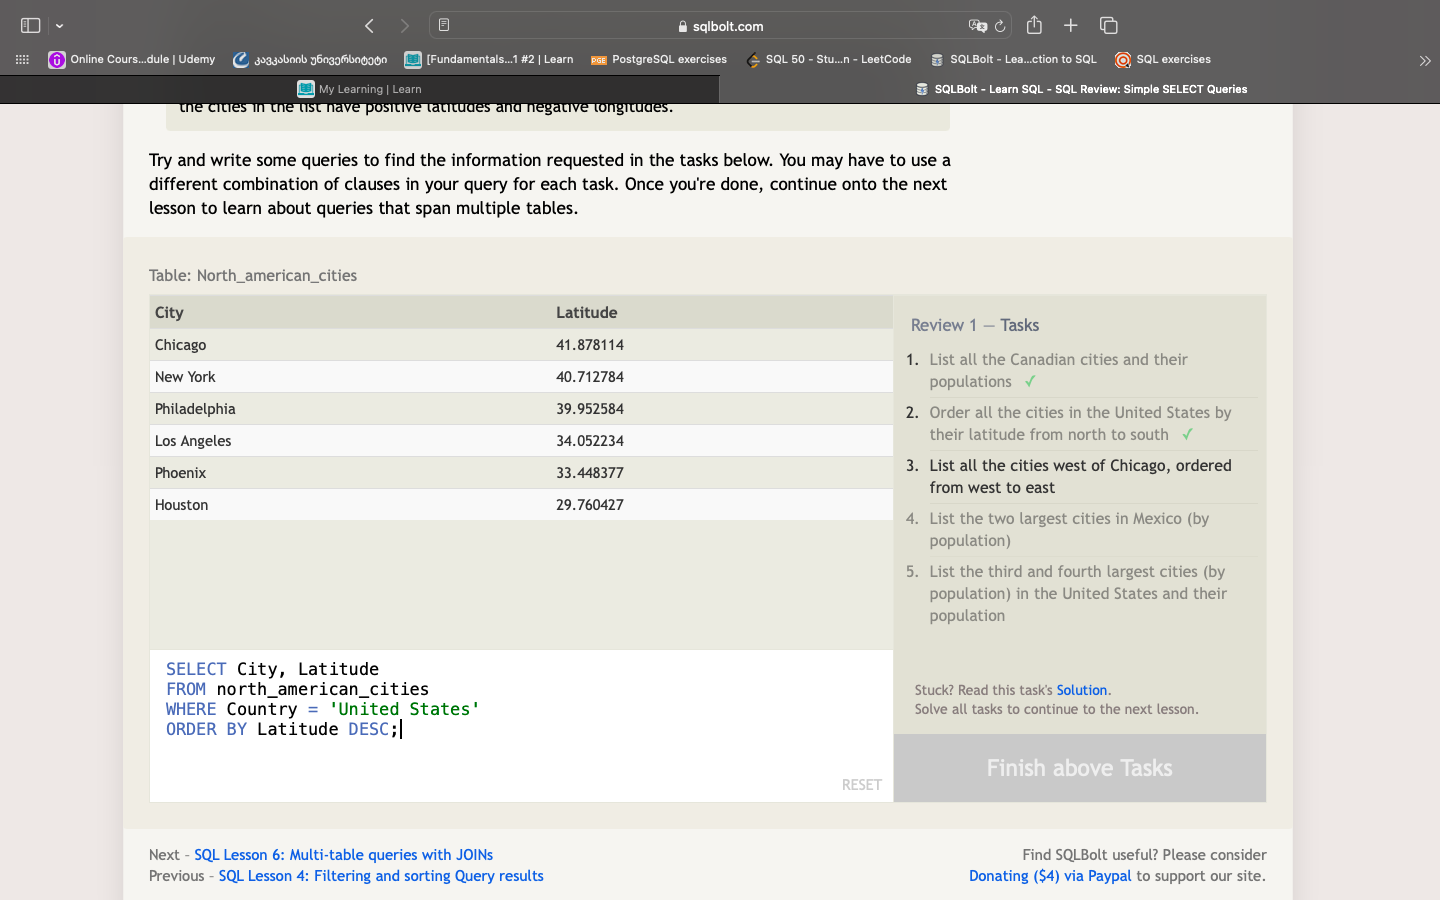 sqlbolt.com
Online Cours...dule | Udemy
კავკასიის უნივერსიტეტი
[Fundamentals...1 #2 | Learn
PGE PostgreSQL exercises
SQL 50 - Stu...n - LeetCode
SQLBolt - Lea...ction to SQL
SQL exercises
My Learning | Learn
SQLBolt - Learn SQL - SQL Review: Simple SELECT Queries
the cities in the list have positive latitudes and negative longitudes.
Try and write some queries to find the information requested in the tasks below. You may have to use a
different combination of clauses in your query for each task. Once you're done, continue onto the next
lesson to learn about queries that span multiple tables.
Table: North_american_cities
City Latitude
Chicago 41.878114
New York 40.712784
Philadelphia 39.952584
Los Angeles 34.052234
Phoenix 33.448377
Houston 29.760427
SELECT City, Latitude
FROM north_american_cities
WHERE Country = 'United States'
ORDER BY Latitude DESC;
RESET
Review 1 — Tasks
1. List all the Canadian cities and their
populations ✓
2. Order all the cities in the United States by
their latitude from north to south ✓
3. List all the cities west of Chicago, ordered
from west to east
4. List the two largest cities in Mexico (by
population)
5. List the third and fourth largest cities (by
population) in the United States and their
population
Stuck? Read this task's Solution.
Solve all tasks to continue to the next lesson.
Finish above Tasks
Next – SQL Lesson 6: Multi-table queries with JOINs
Previous – SQL Lesson 4: Filtering and sorting Query results
Find SQLBolt useful? Please consider
Donating ($4) via Paypal to support our site.